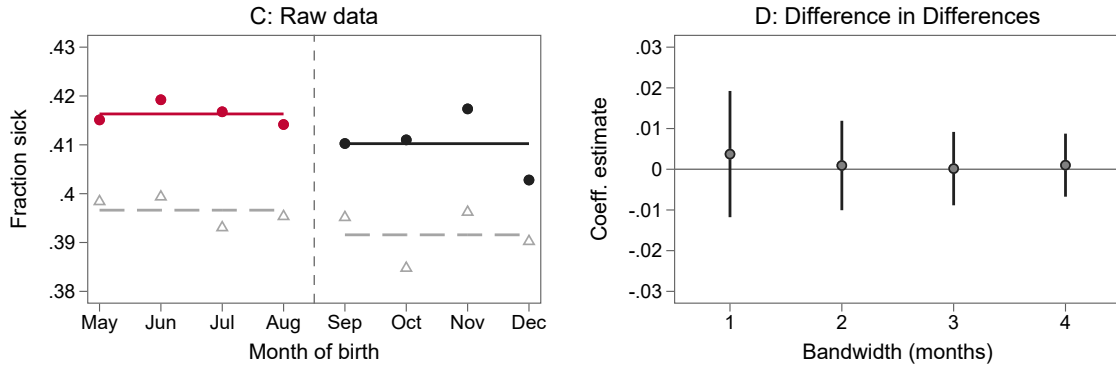 C: Raw data
Fraction sick
.43
.42
.41
.4
.39
.38
May Jun Jul Aug Sep Oct Nov Dec
Month of birth
D: Difference in Differences
Coeff. estimate
.03
.02
.01
0
-.01
-.02
-.03
1 2 3 4
Bandwidth (months)